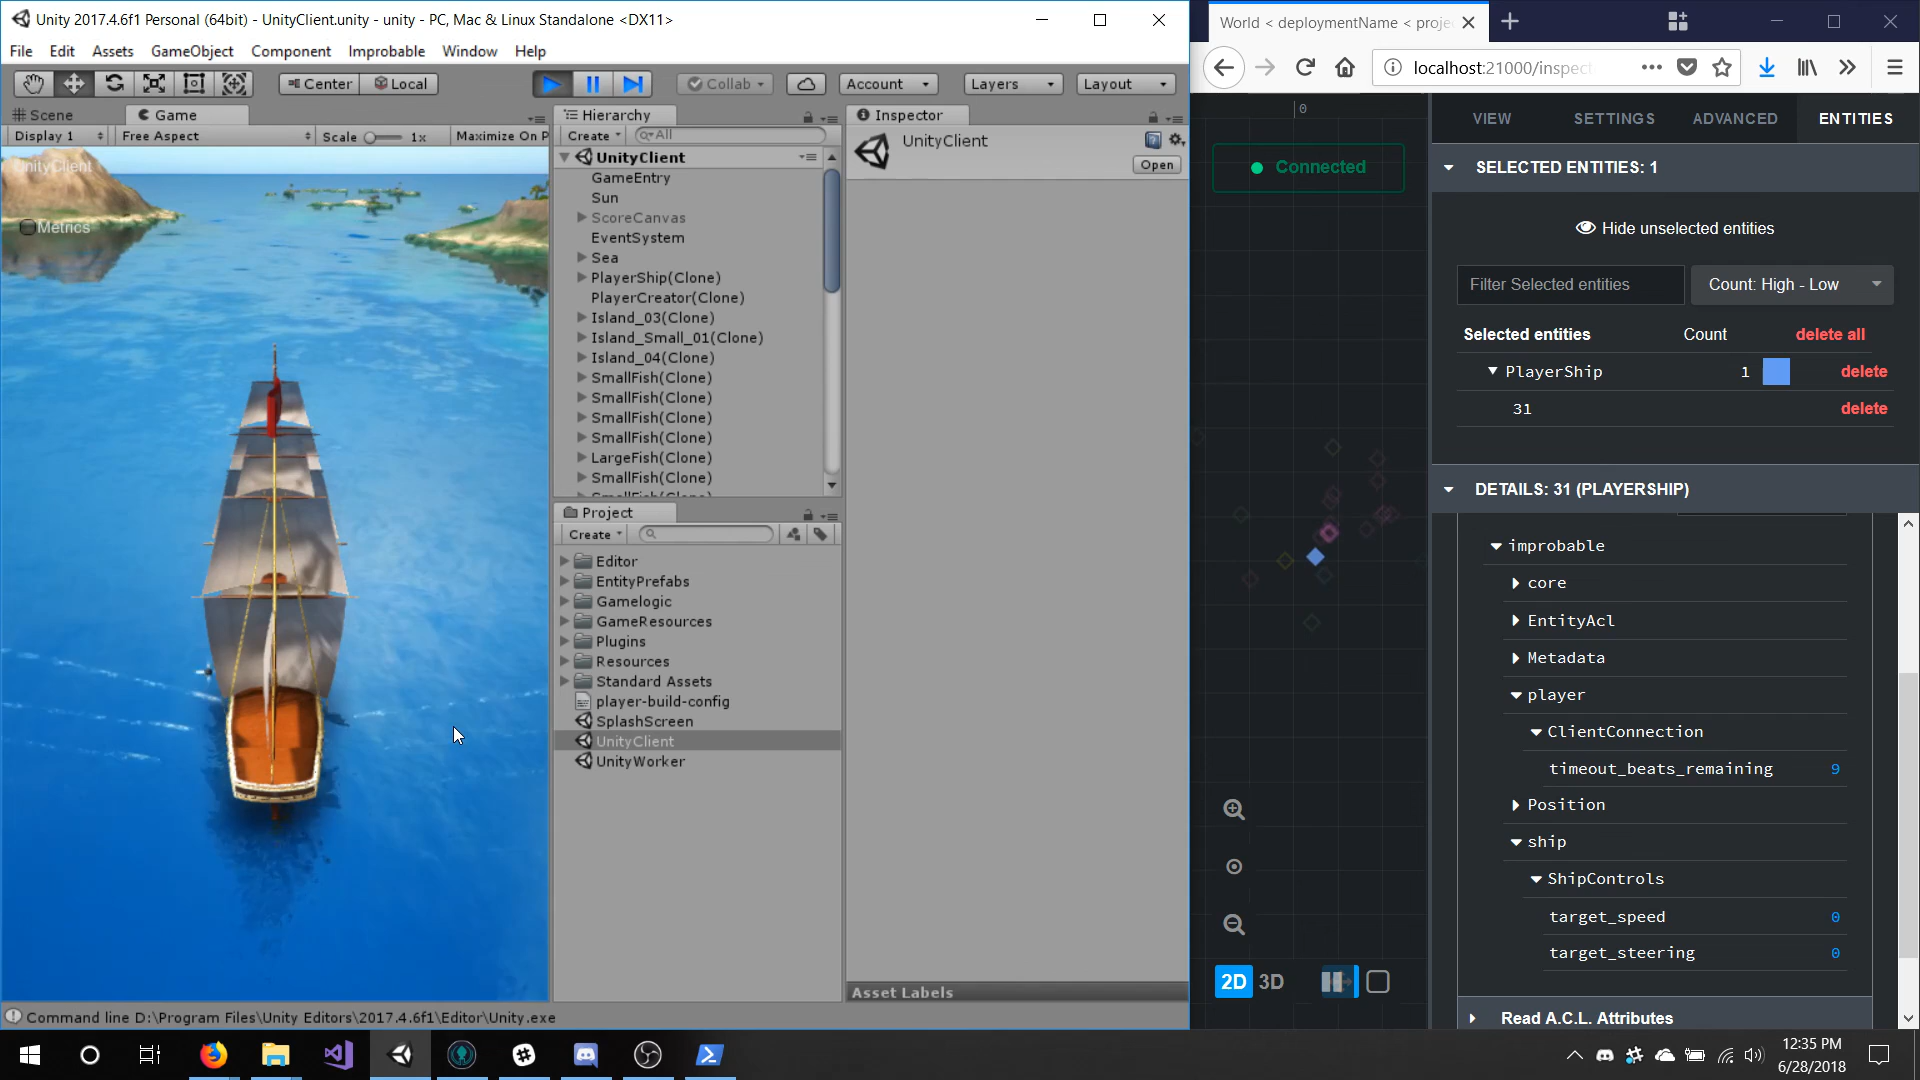 Unity 2017.4.6f1 Personal (64bit) - UnityClient.unity - unity - PC, Mac & Linux Standalone <DX11>
File Edit Assets GameObject Component Improbable Window Help
Center Local Collab Account Layers Layout
Scene Game
Display 1 Free Aspect Scale 1x Maximize On P
UnityClient
Metrics
Hierarchy
Create All
UnityClient
GameEntry
Sun
ScoreCanvas
EventSystem
Sea
PlayerShip(Clone)
PlayerCreator(Clone)
Island_03(Clone)
Island_Small_01(Clone)
Island_04(Clone)
SmallFish(Clone)
SmallFish(Clone)
SmallFish(Clone)
SmallFish(Clone)
LargeFish(Clone)
SmallFish(Clone)
Project
Create
Editor
EntityPrefabs
Gamelogic
GameResources
Plugins
Resources
Standard Assets
player-build-config
SplashScreen
UnityClient
UnityWorker
Inspector
UnityClient
Open
Asset Labels
Command line D:\Program Files\Unity Editors\2017.4.6f1\Editor\Unity.exe
World < deploymentName < proje
localhost:21000/inspect
0
Connected
2D 3D
VIEW SETTINGS ADVANCED ENTITIES
SELECTED ENTITIES: 1
Hide unselected entities
Filter Selected entities Count: High - Low
Selected entities Count delete all
PlayerShip 1 delete
31 delete
DETAILS: 31 (PLAYERSHIP)
improbable
core
EntityAcl
Metadata
player
ClientConnection
timeout_beats_remaining 9
Position
ship
ShipControls
target_speed 0
target_steering 0
Read A.C.L. Attributes
12:35 PM
6/28/2018